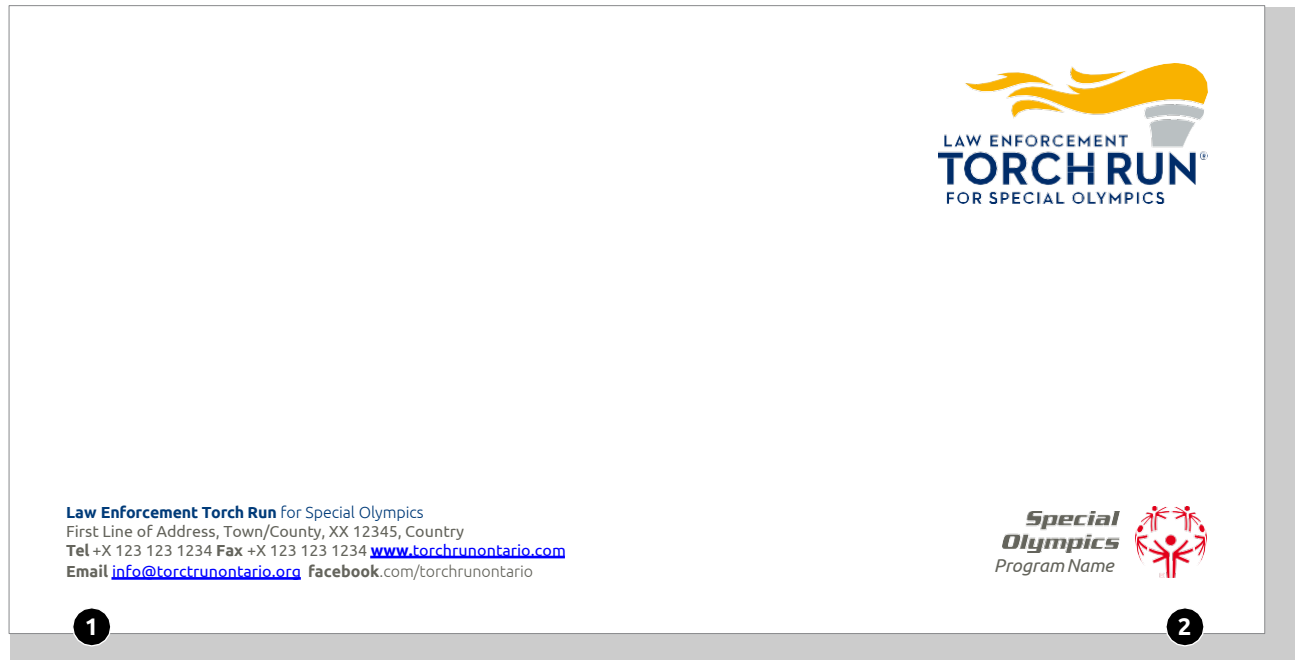 LAW ENFORCEMENT
TORCH RUN®
FOR SPECIAL OLYMPICS
Law Enforcement Torch Run for Special Olympics
First Line of Address, Town/County, XX 12345, Country
Tel +X 123 123 1234 Fax +X 123 123 1234 www.torchrunontario.com
Email info@torctrunontario.org facebook.com/torchrunontario
Special
Olympics
Program Name
1
2